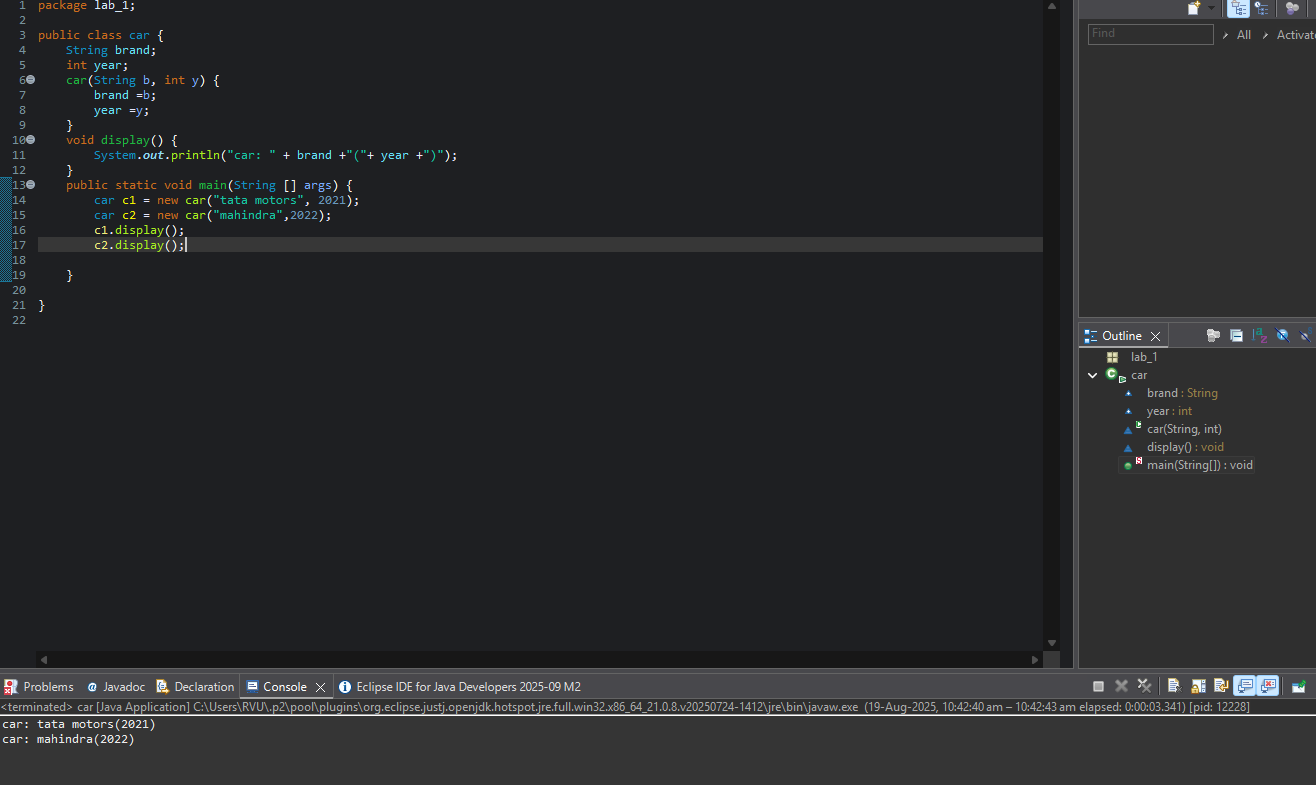 1 package lab_1;
2
3 public class car {
4 String brand;
5 int year;
6 car(String b, int y) {
7 brand =b;
8 year =y;
9 }
10 void display() {
11 System.out.println("car: " + brand +"("+ year +")");
12 }
13 public static void main(String [] args) {
14 car c1 = new car("tata motors", 2021);
15 car c2 = new car("mahindra",2022);
16 c1.display();
17 c2.display();
18
19 }
20
21 }
22
Find All Activat
Outline
lab_1
car
brand : String
year : int
car(String, int)
display() : void
main(String[]) : void
Problems @ Javadoc Declaration Console Eclipse IDE for Java Developers 2025-09 M2
<terminated> car [Java Application] C:\Users\RVU\.p2\pool\plugins\org.eclipse.justj.openjdk.hotspot.jre.full.win32.x86_64_21.0.8.v20250724-1412\jre\bin\javaw.exe (19-Aug-2025, 10:42:40 am – 10:42:43 am elapsed: 0:00:03.341) [pid: 12228]
car: tata motors(2021)
car: mahindra(2022)